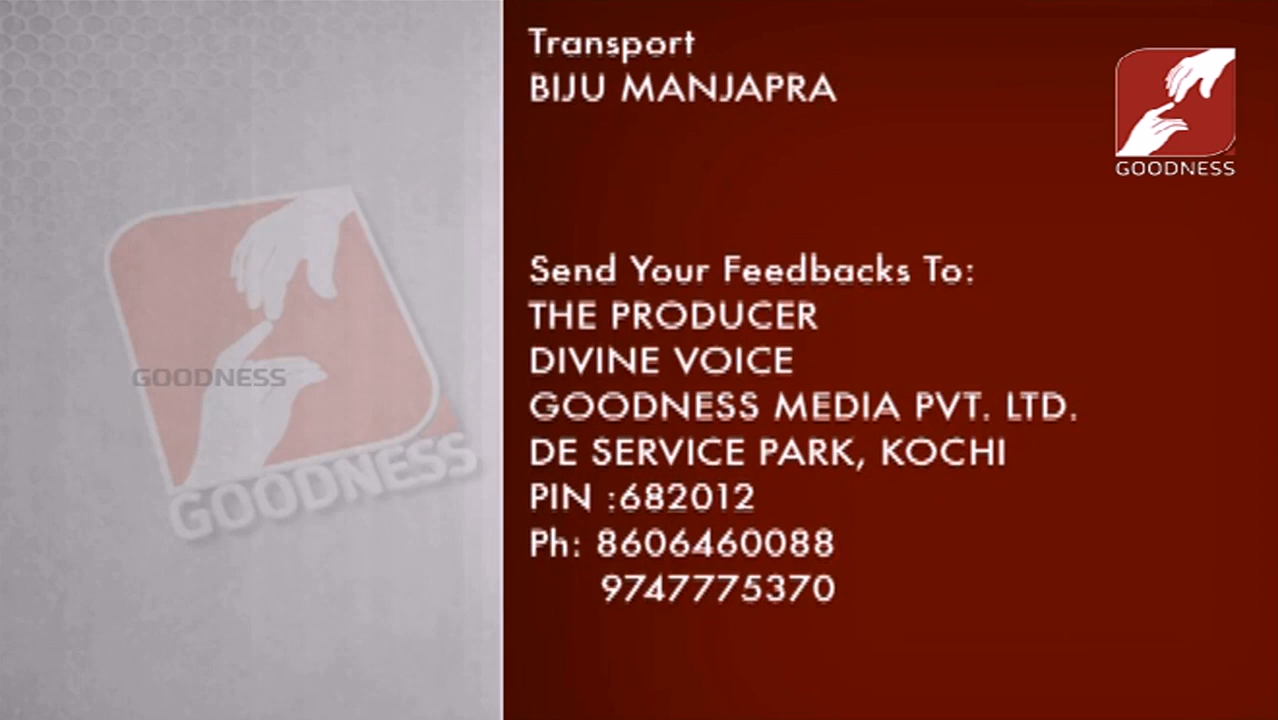 Transport
BIJU MANJAPRA
GOODNESS
Send Your Feedbacks To:
THE PRODUCER
DIVINE VOICE
GOODNESS MEDIA PVT. LTD.
DE SERVICE PARK, KOCHI
PIN :682012
Ph: 8606460088
9747775370
GOODNESS
GOODNESS